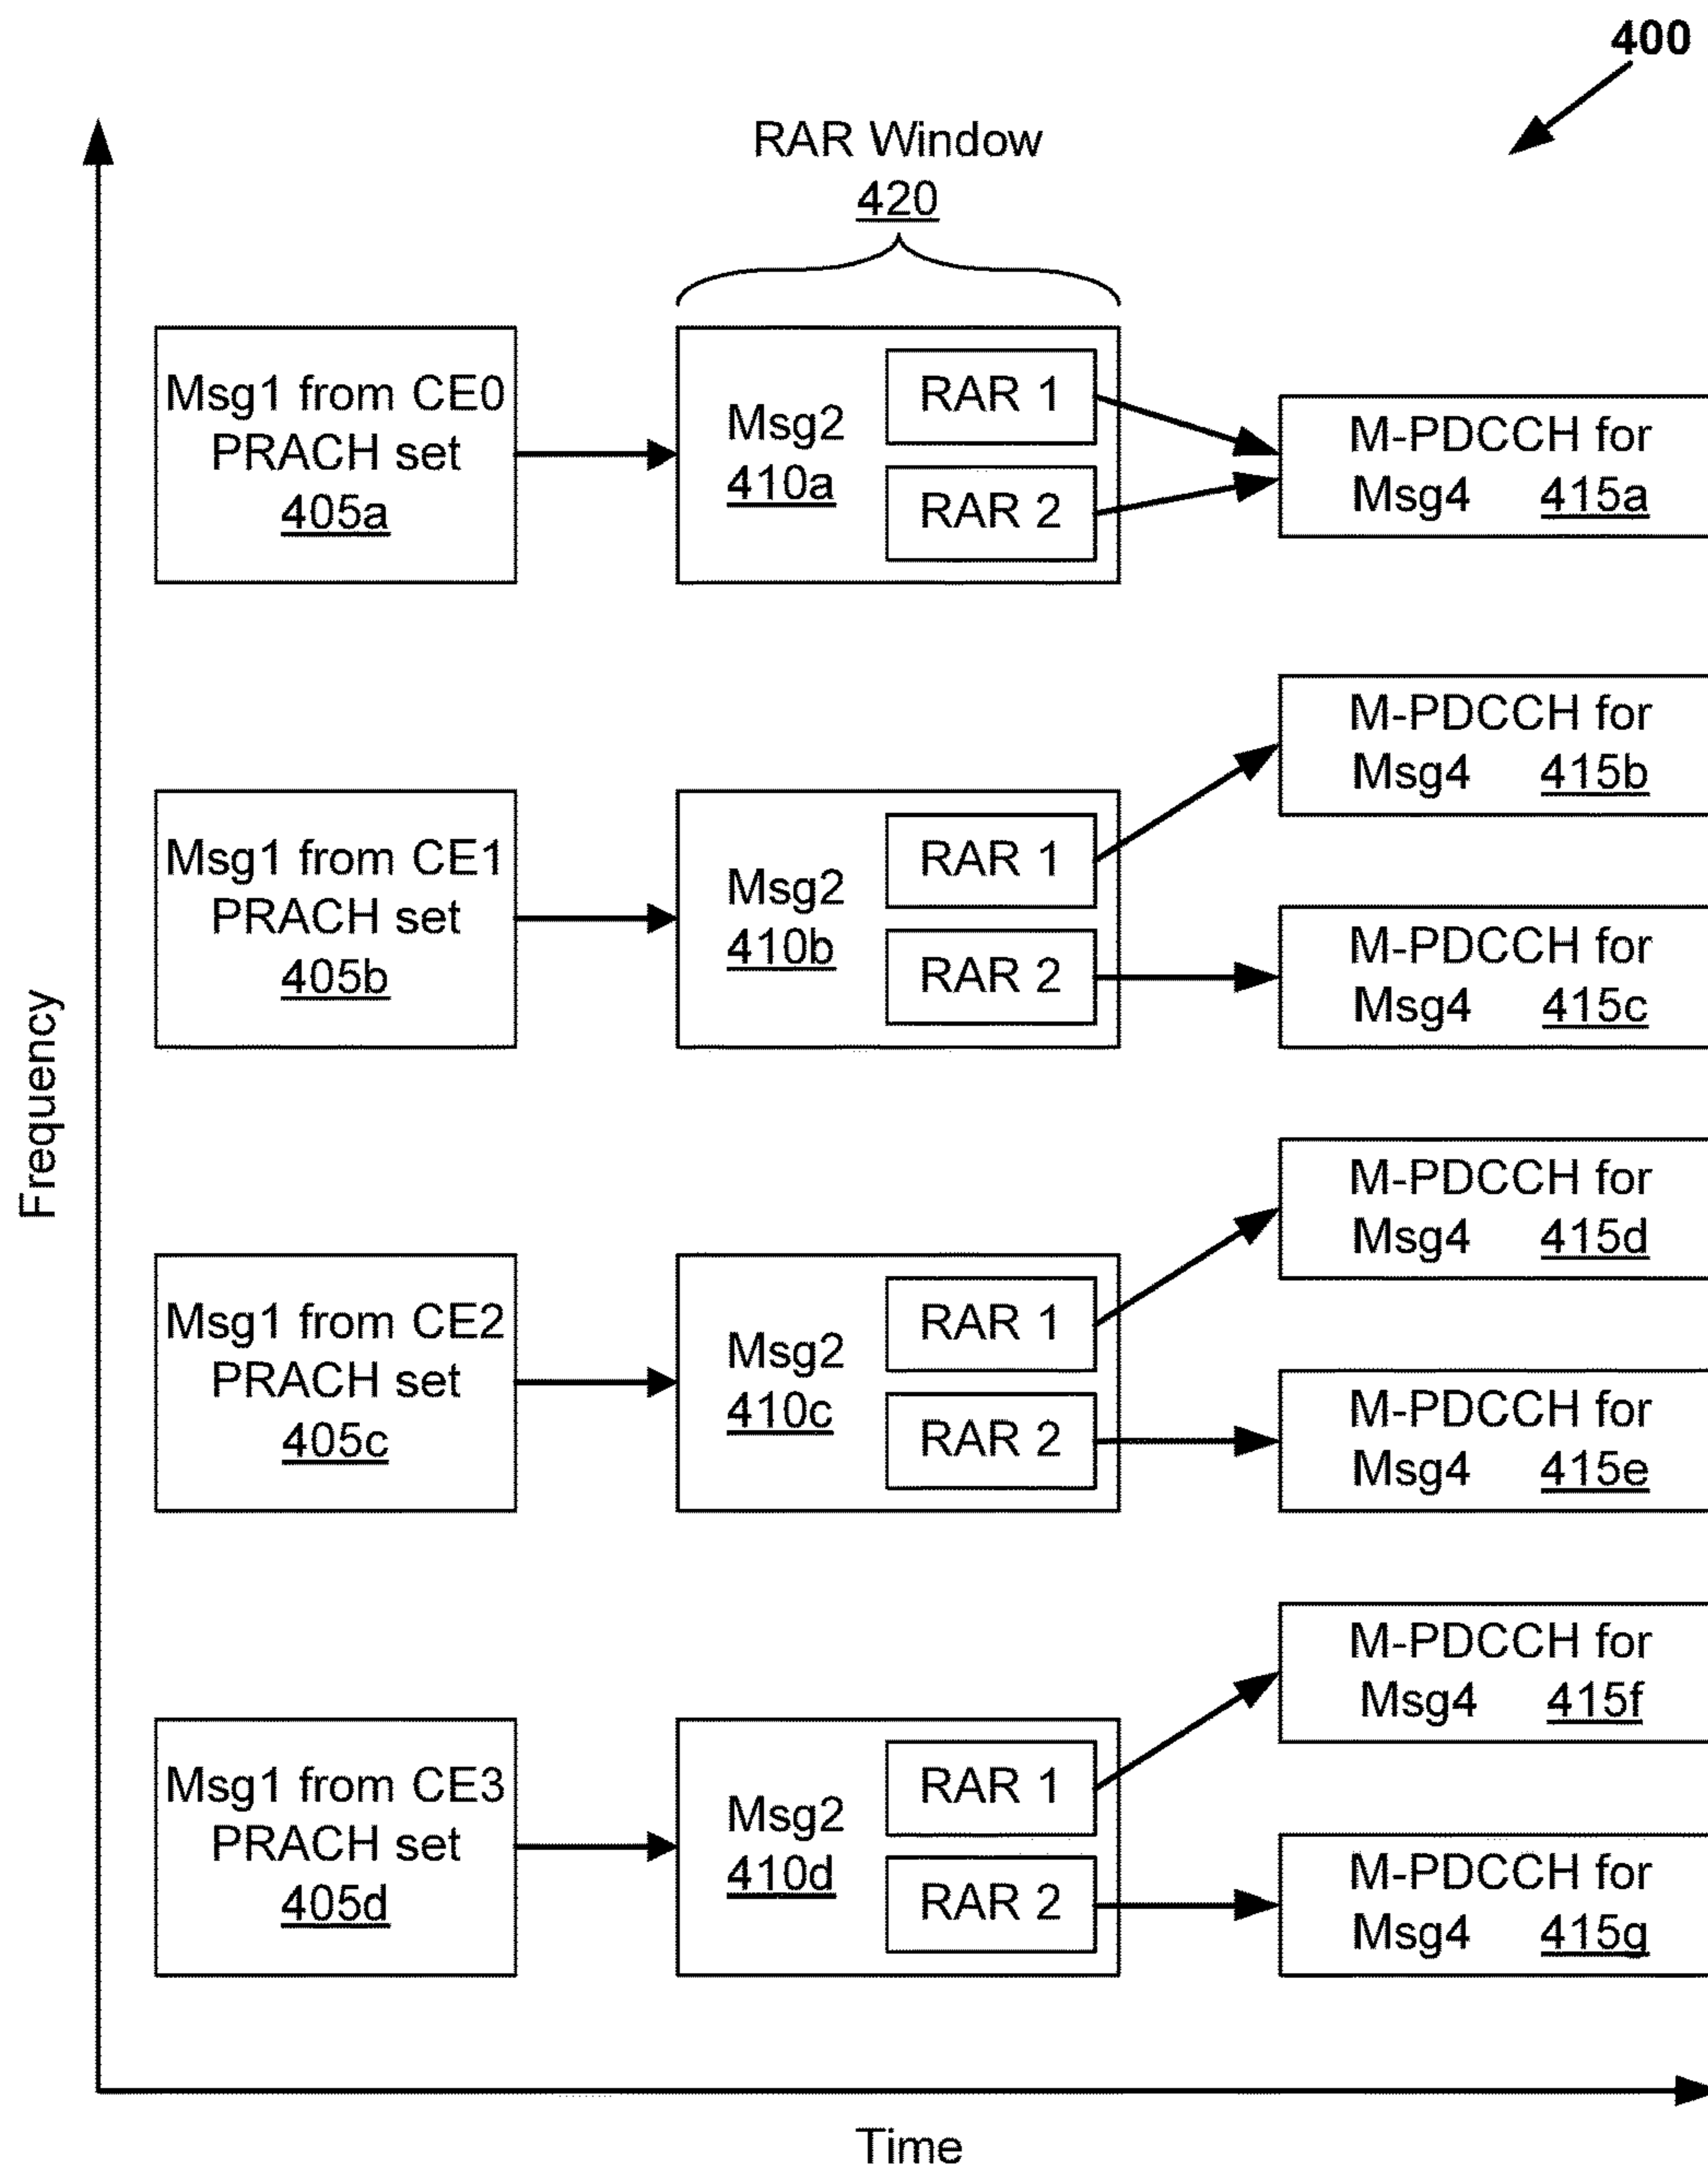 400
RAR Window
420
Msg1 from CE0
PRACH set
405a
Msg2
410a
RAR 1
RAR 2
M-PDCCH for
Msg4 415a
Msg1 from CE1
PRACH set
405b
Msg2
410b
RAR 1
RAR 2
M-PDCCH for
Msg4 415b
M-PDCCH for
Msg4 415c
Frequency
Msg1 from CE2
PRACH set
405c
Msg2
410c
RAR 1
RAR 2
M-PDCCH for
Msg4 415d
M-PDCCH for
Msg4 415e
Msg1 from CE3
PRACH set
405d
Msg2
410d
RAR 1
RAR 2
M-PDCCH for
Msg4 415f
M-PDCCH for
Msg4 415g
Time